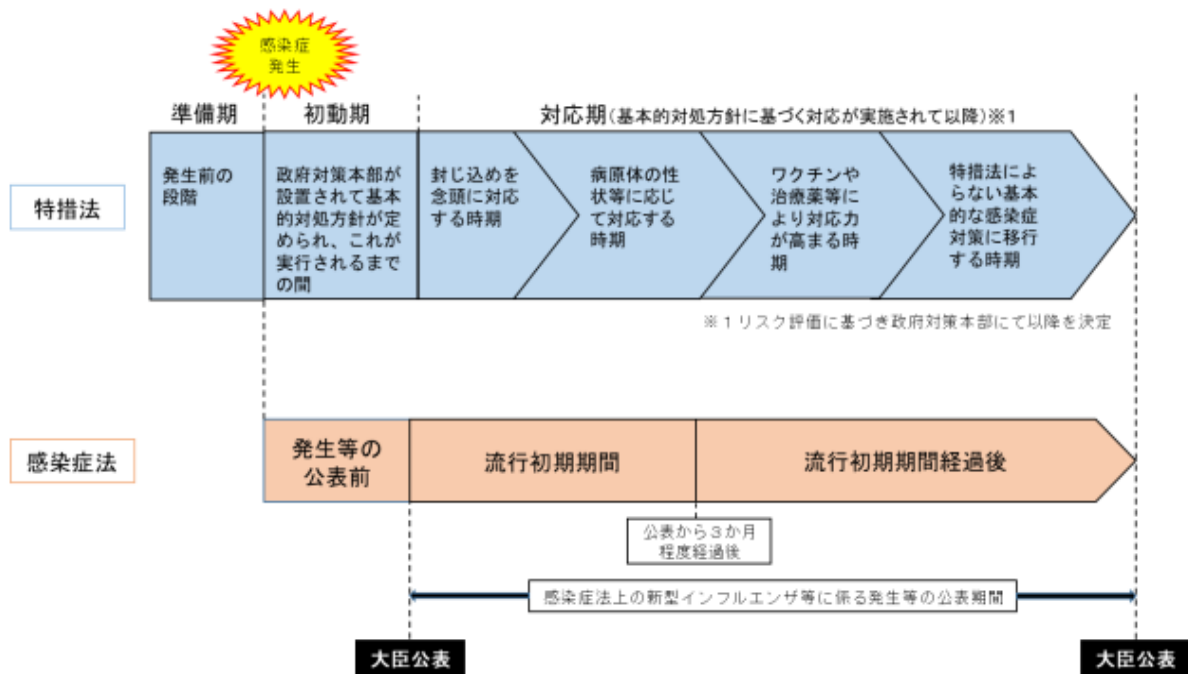 感染症
発生
準備期
初動期
対応期(基本的対処方針に基づく対応が実施されて以降)※1
特措法
発生前の
段階
政府対策本部が
設置されて基本
的対処方針が定
められ、これが
実行されるまで
の間
封じ込めを
念頭に対応
する時期
病原体の性
状等に応じ
て対応する
時期
ワクチンや
治療薬等に
より対応力
が高まる時
期
特措法によ
らない基本
的な感染症
対策に移行
する時期
※1リスク評価に基づき政府対策本部にて以降を決定
感染症法
発生等の
公表前
流行初期期間
流行初期期間経過後
公表から3か月
程度経過後
感染症法上の新型インフルエンザ等に係る発生等の公表期間
大臣公表
大臣公表